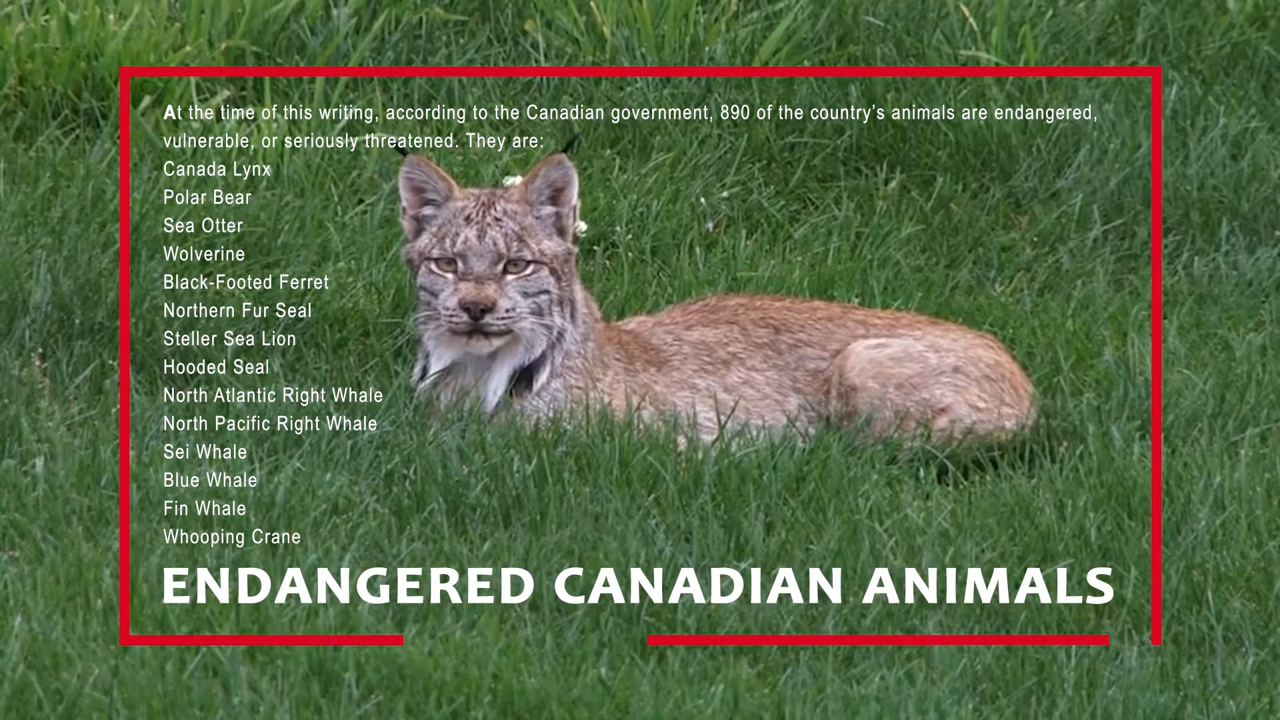 At the time of this writing, according to the Canadian government, 890 of the country's animals are endangered,
vulnerable, or seriously threatened. They are:
Canada Lynx
Polar Bear
Sea Otter
Wolverine
Black-Footed Ferret
Northern Fur Seal
Steller Sea Lion
Hooded Seal
North Atlantic Right Whale
North Pacific Right Whale
Sei Whale
Blue Whale
Fin Whale
Whooping Crane
ENDANGERED CANADIAN ANIMALS